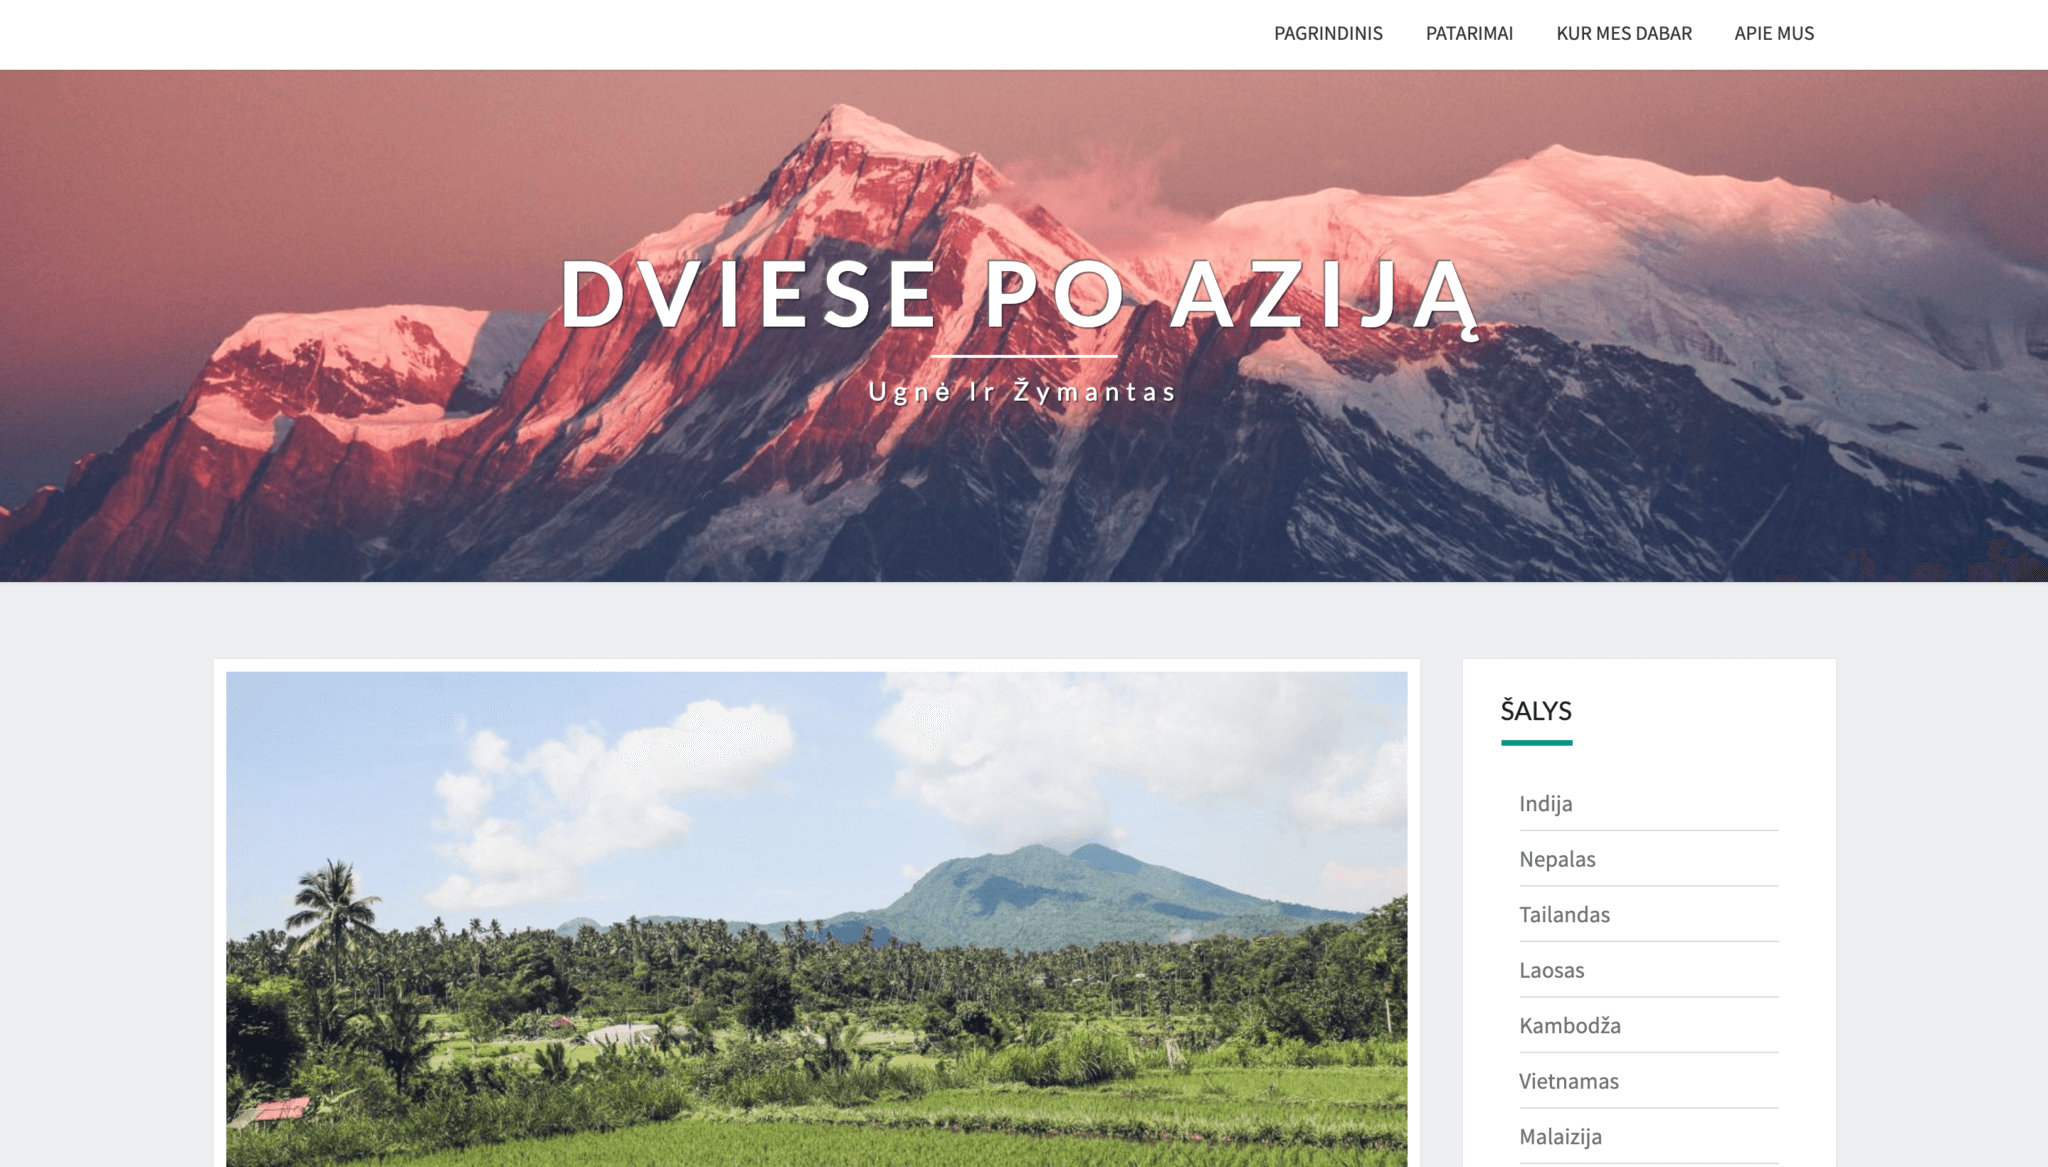 PAGRINDINIS PATARIMAI KUR MES DABAR APIE MUS
DVIESE PO AZIJĄ
Ugnė Ir Žymantas
ŠALYS
Indija
Nepalas
Tailandas
Laosas
Kambodža
Vietnamas
Malaizija